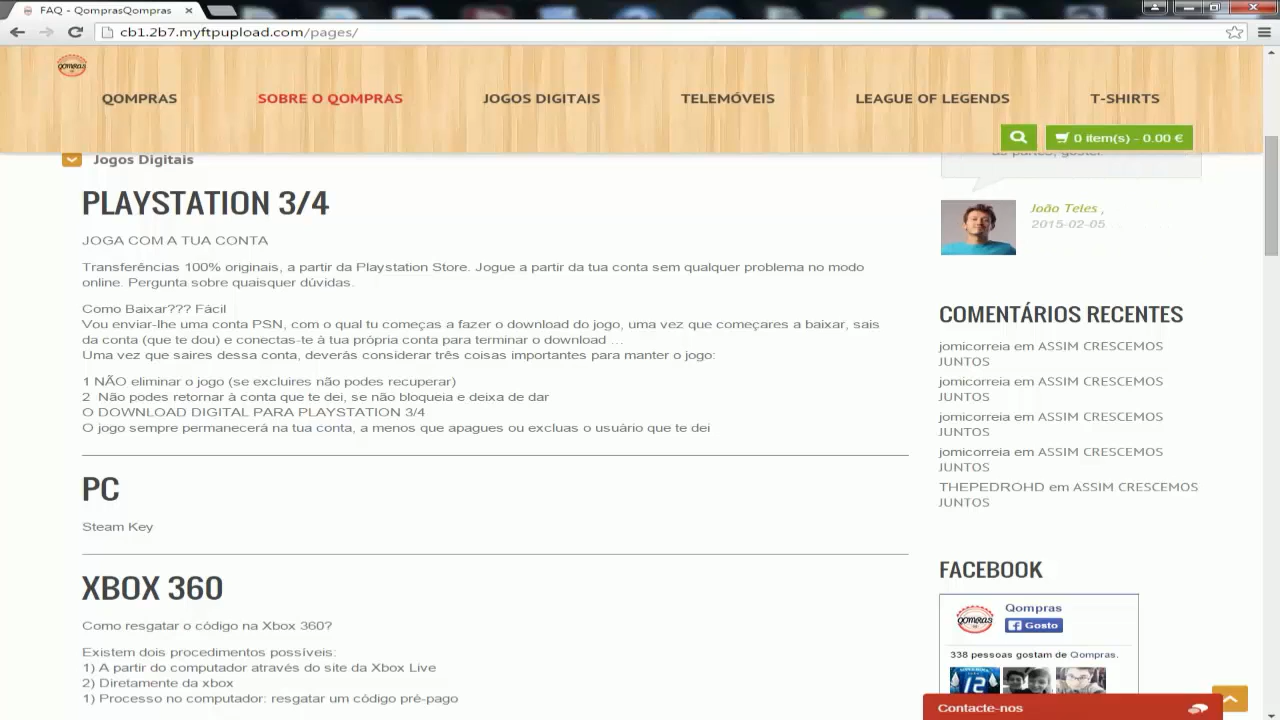 FAQ - QomprasQompras
cb1.2b7.myftpupload.com/pages/
Qompras
QOMPRAS
SOBRE O QOMPRAS
JOGOS DIGITAIS
TELEMÓVEIS
LEAGUE OF LEGENDS
T-SHIRTS
0 item(s) - 0.00 €
Jogos Digitais
PLAYSTATION 3/4
JOGA COM A TUA CONTA
Transferências 100% originais, a partir da Playstation Store. Jogue a partir da tua conta sem qualquer problema no modo
online. Pergunta sobre quaisquer dúvidas.
Como Baixar??? Fácil
Vou enviar-lhe uma conta PSN, com o qual tu começas a fazer o download do jogo, uma vez que começares a baixar, sais
da conta (que te dou) e conectas-te à tua própria conta para terminar o download ...
Uma vez que saires dessa conta, deverás considerar três coisas importantes para manter o jogo:
1 NÃO eliminar o jogo (se excluires não podes recuperar)
2 Não podes retornar à conta que te dei, se não bloqueia e deixa de dar
O DOWNLOAD DIGITAL PARA PLAYSTATION 3/4
O jogo sempre permanecerá na tua conta, a menos que apagues ou excluas o usuário que te dei
PC
Steam Key
XBOX 360
Como resgatar o código na Xbox 360?
Existem dois procedimentos possíveis:
1) A partir do computador através do site da Xbox Live
2) Diretamente da xbox
1) Processo no computador: resgatar um código pré-pago
João Teles ,
2015-02-05
COMENTÁRIOS RECENTES
jomicorreia em ASSIM CRESCEMOS
JUNTOS
jomicorreia em ASSIM CRESCEMOS
JUNTOS
jomicorreia em ASSIM CRESCEMOS
JUNTOS
jomicorreia em ASSIM CRESCEMOS
JUNTOS
THEPEDROHD em ASSIM CRESCEMOS
JUNTOS
FACEBOOK
Qompras
Qompras
Gosto
338 pessoas gostam de Qompras.
12
Contacte-nos